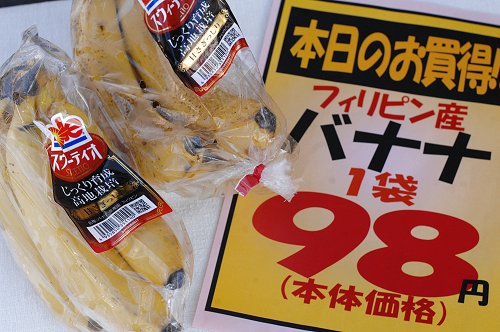 スウィーティオ
じっくり育成
高地栽培
スウィーティオ
じっくり育成
高地栽培
本日のお買得!!
フィリピン産
バナナ
1袋
98円
(本体価格)